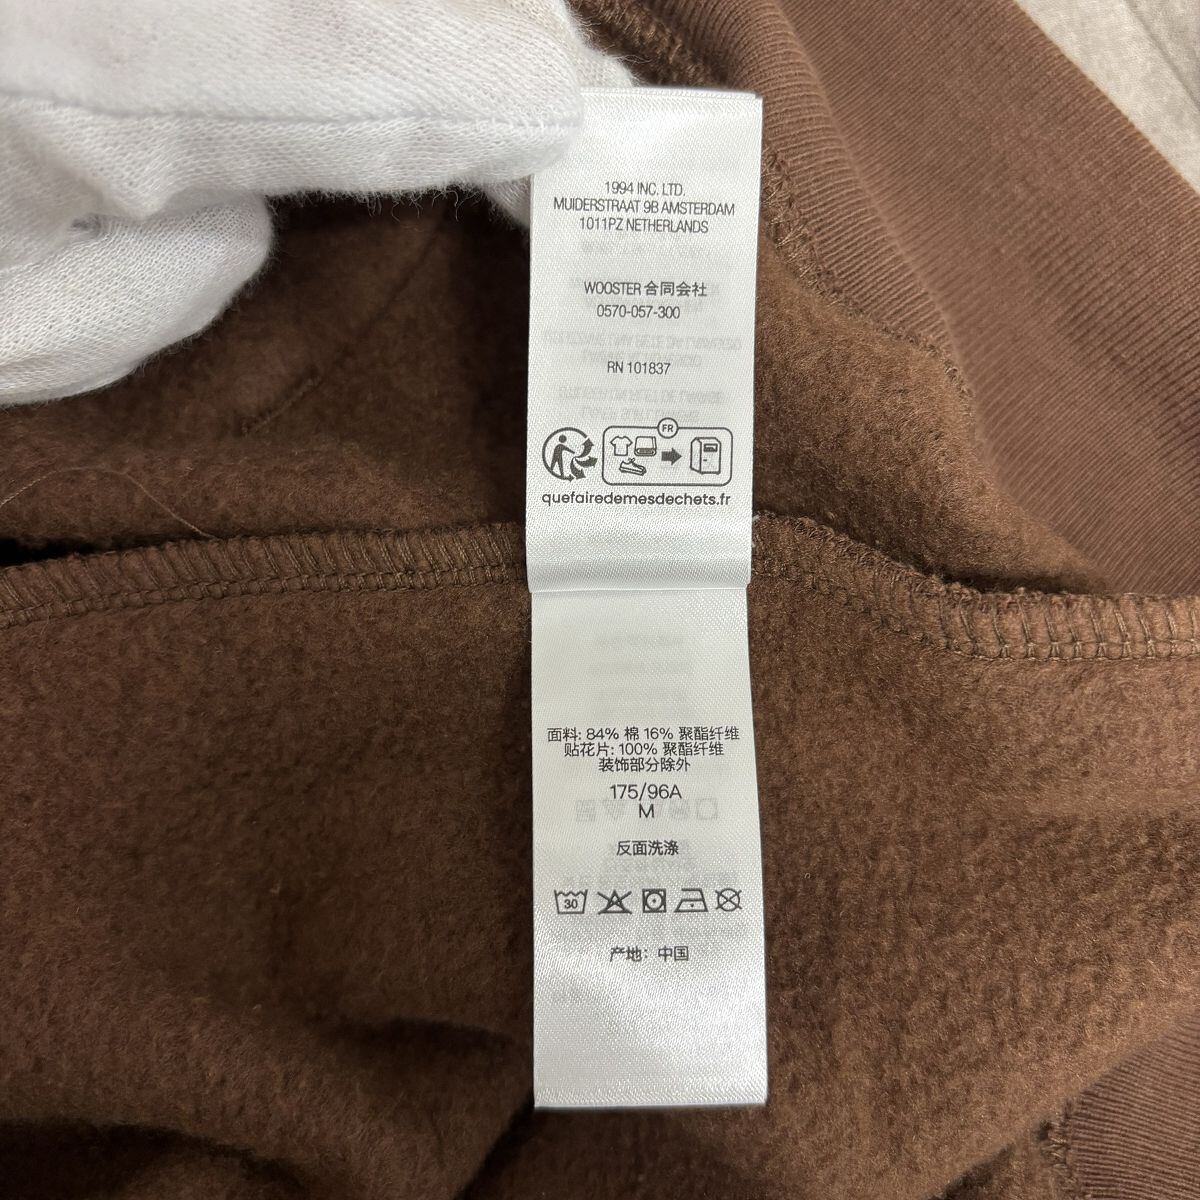 1994 INC. LTD.
MUIDERSTRAAT 9B AMSTERDAM
1011PZ NETHERLANDS
WOOSTER 合同会社
0570-057-300
RN 101837
FR
quefairedemesdechets.fr
面料: 84% 棉 16% 聚酯纤维
贴花片: 100% 聚酯纤维
装饰部分除外
175/96A
M
反面洗涤
30
产地: 中国